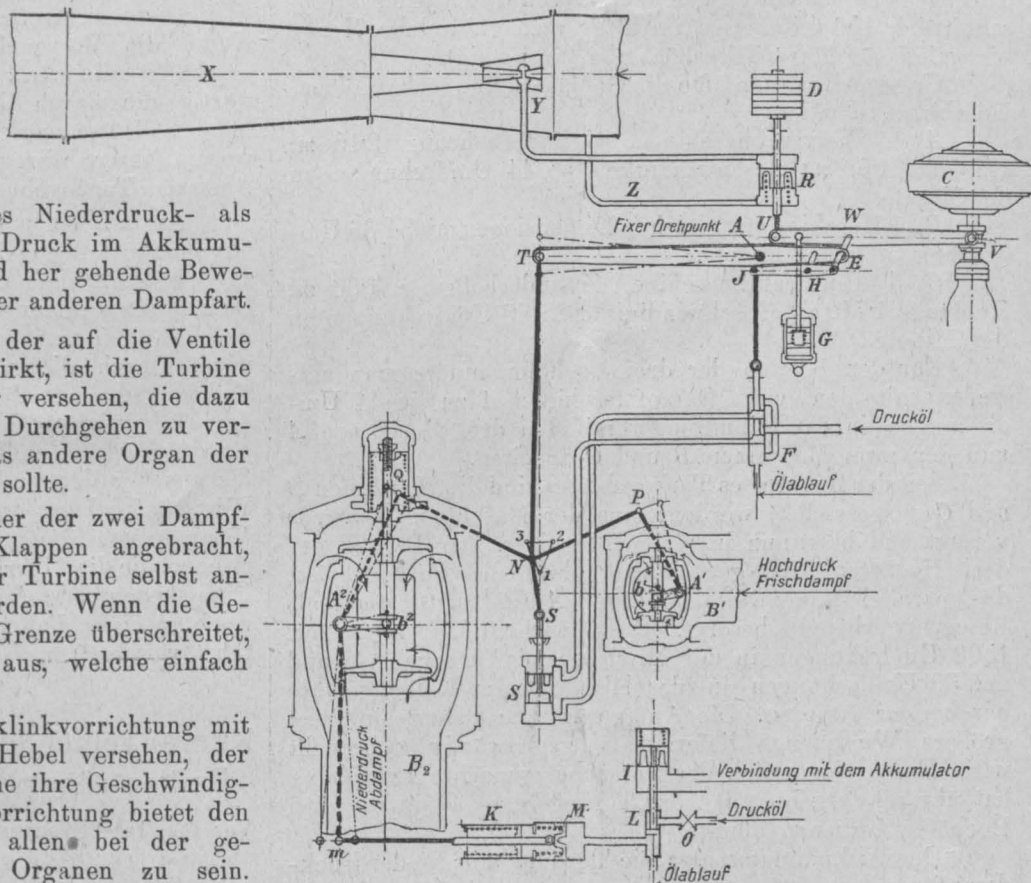 X
Y
D
R
Z
C
U
W
V
Fixer Drehpunkt
A
T
J
H
E
G
es Niederdruck- als
Druck im Akkumu-
d her gehende Bewe-
er anderen Dampfart.
der auf die Ventile
irkt, ist die Turbine
versehen, die dazu
Durchgehen zu ver-
as andere Organ der
sollte.
er der zwei Dampf-
Klappen angebracht,
r Turbine selbst an-
rden. Wenn die Ge-
Grenze überschreitet,
aus, welche einfach
klinkvorrichtung mit
Hebel versehen, der
ne ihre Geschwindig-
orrichtung bietet den
allen bei der ge-
Organen zu sein.
Drucköl
F
Ölablauf
Q
P
3
2
N
1
Hochdruck
Frischdampf
A'
b'
B'
A²
b²
S
S
B₂
Niederdruck
Abdampf
I
Verbindung mit dem Akkumulator
K
M
L
Drucköl
O
m
Ölablauf